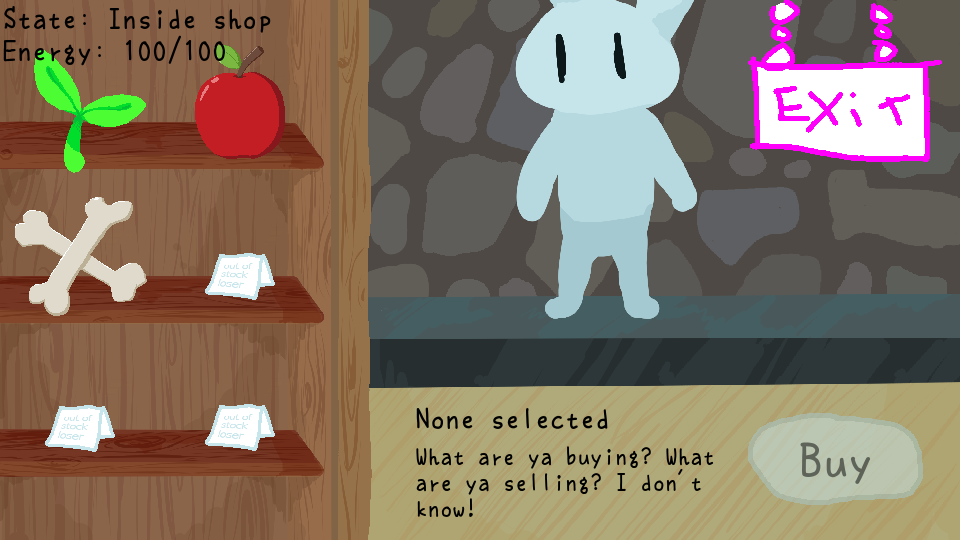 State: Inside shop
Energy: 100/100
EXiT
out of
stock
loser
out of
stock
loser
out of
stock
loser
None selected
What are ya buying? What
are ya selling? I don't
know!
Buy